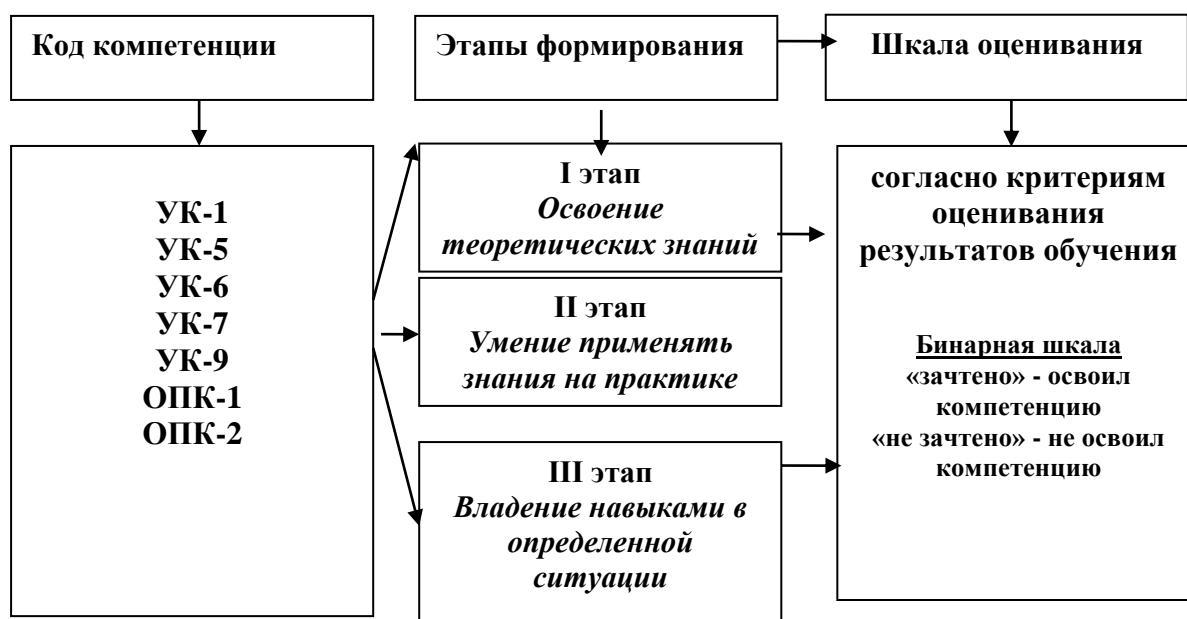 Код компетенции
Этапы формирования
Шкала оценивания
УК-1
УК-5
УК-6
УК-7
УК-9
ОПК-1
ОПК-2
I этап
Освоение
теоретических знаний
II этап
Умение применять
знания на практике
III этап
Владение навыками в
определенной
ситуации
согласно критериям
оценивания
результатов обучения
Бинарная шкала
«зачтено» - освоил
компетенцию
«не зачтено» - не освоил
компетенцию